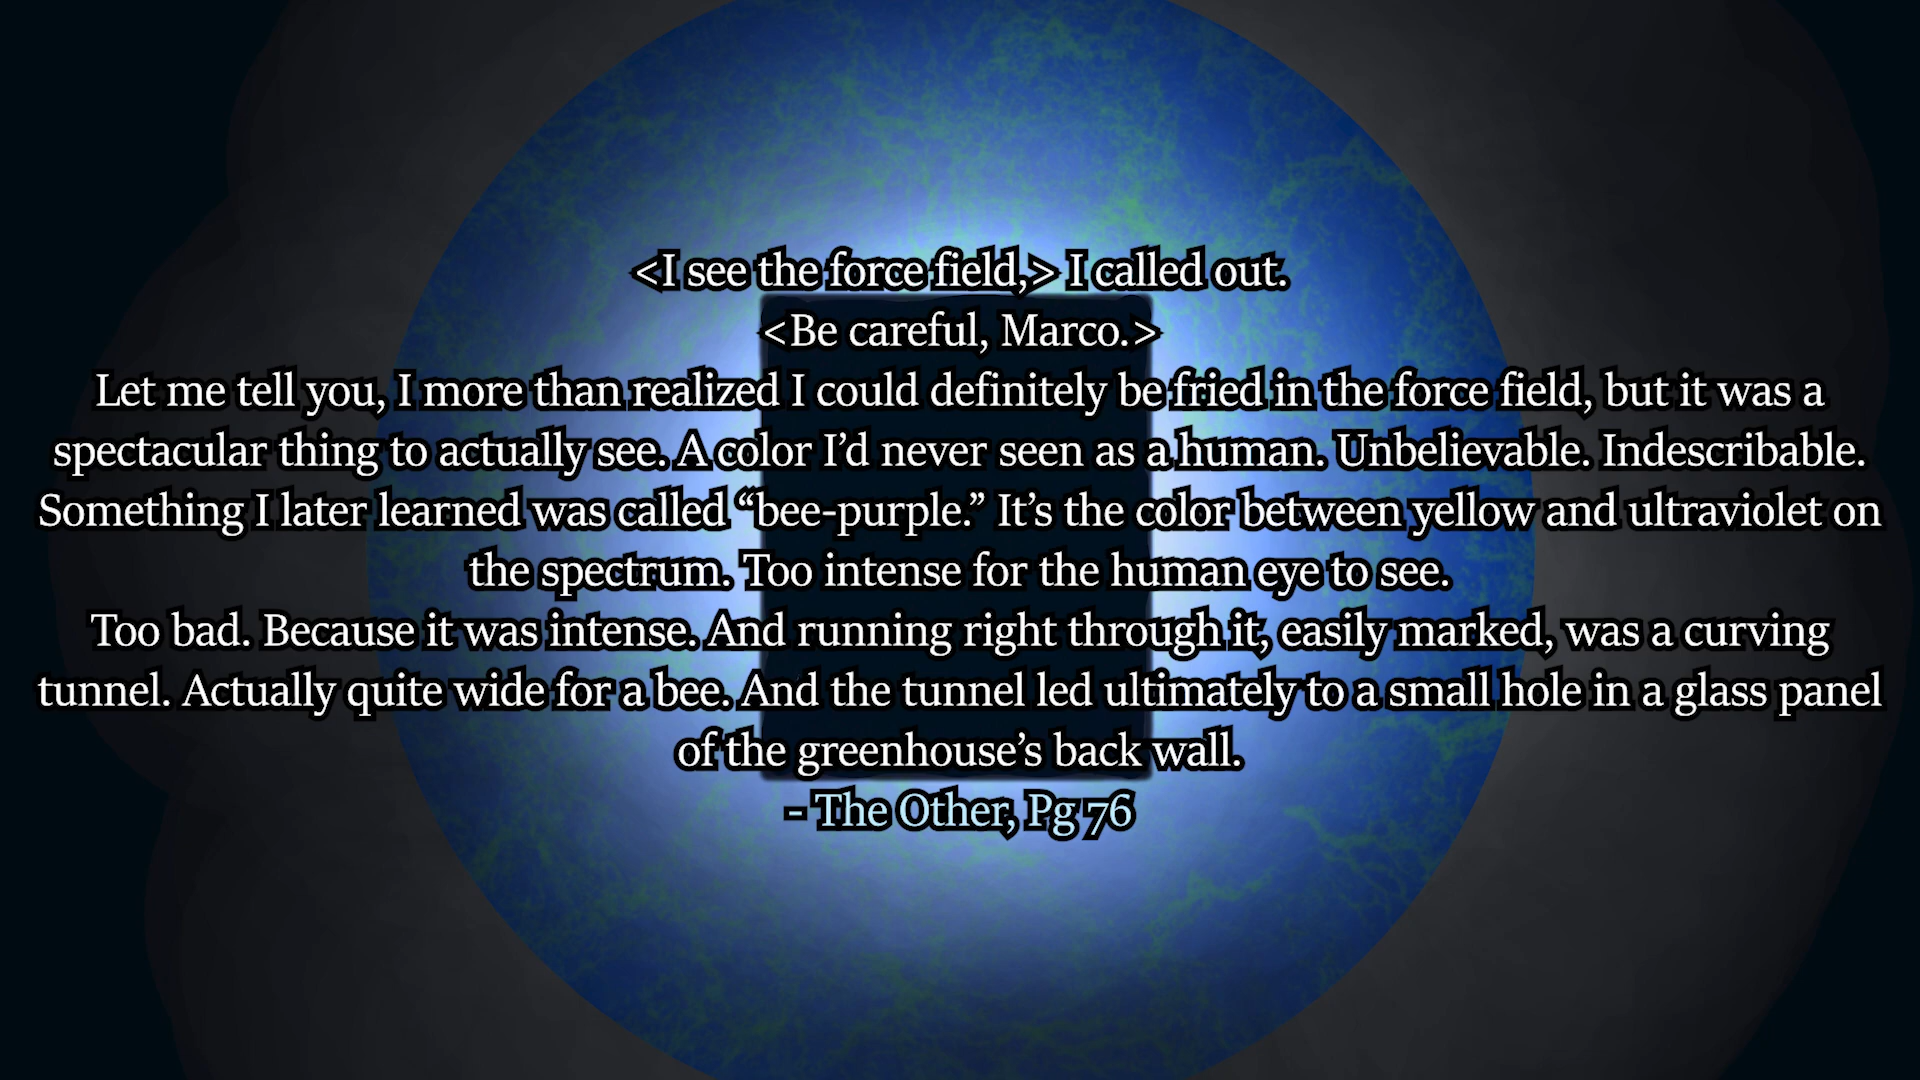 <I see the force field,> I called out.
<Be careful, Marco.>
Let me tell you, I more than realized I could definitely be fried in the force field, but it was a
spectacular thing to actually see. A color I’d never seen as a human. Unbelievable. Indescribable.
Something I later learned was called “bee-purple.” It’s the color between yellow and ultraviolet on
the spectrum. Too intense for the human eye to see.
Too bad. Because it was intense. And running right through it, easily marked, was a curving
tunnel. Actually quite wide for a bee. And the tunnel led ultimately to a small hole in a glass panel
of the greenhouse’s back wall.
- The Other, Pg 76